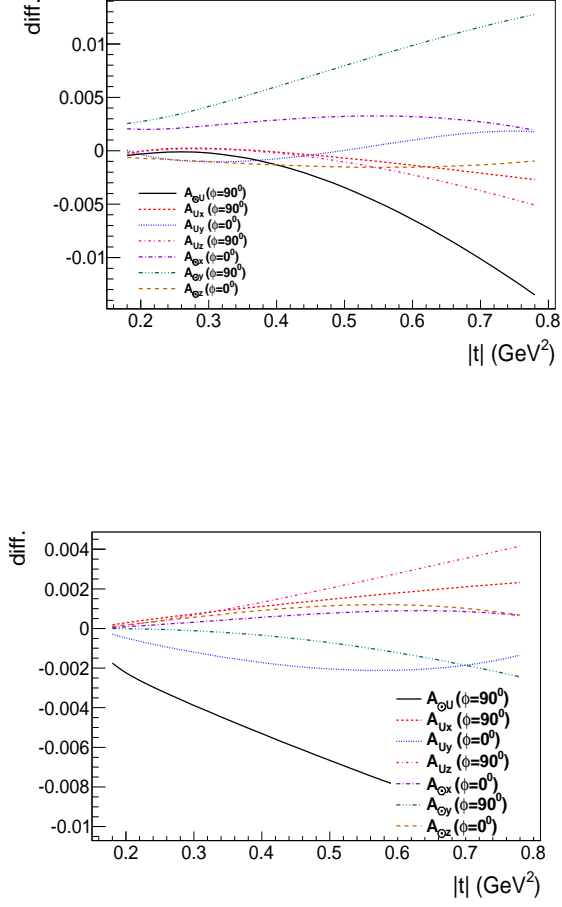 diff.
0.01
0.005
0
-0.005
-0.01
A⊙U (ϕ=90⁰)
AUx (ϕ=90⁰)
AUy (ϕ=0⁰)
AUz (ϕ=90⁰)
A⊙x (ϕ=0⁰)
A⊙y (ϕ=90⁰)
A⊙z (ϕ=0⁰)
0.2 0.3 0.4 0.5 0.6 0.7 0.8
|t| (GeV²)
diff.
0.004
0.002
0
-0.002
-0.004
-0.006
-0.008
-0.01
A⊙U (ϕ=90⁰)
AUx (ϕ=90⁰)
AUy (ϕ=0⁰)
AUz (ϕ=90⁰)
A⊙x (ϕ=0⁰)
A⊙y (ϕ=90⁰)
A⊙z (ϕ=0⁰)
0.2 0.3 0.4 0.5 0.6 0.7 0.8
|t| (GeV²)